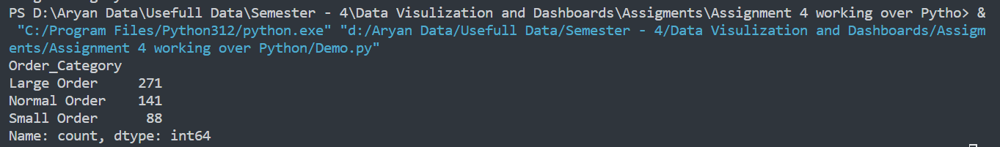 PS D:\Aryan Data\Usefull Data\Semester - 4\Data Visulization and Dashboards\Assigments\Assignment 4 working over Pytho> &
"C:/Program Files/Python312/python.exe" "d:/Aryan Data/Usefull Data/Semester - 4/Data Visulization and Dashboards/Assigm
ents/Assignment 4 working over Python/Demo.py"
Order_Category
Large Order     271
Normal Order    141
Small Order      88
Name: count, dtype: int64